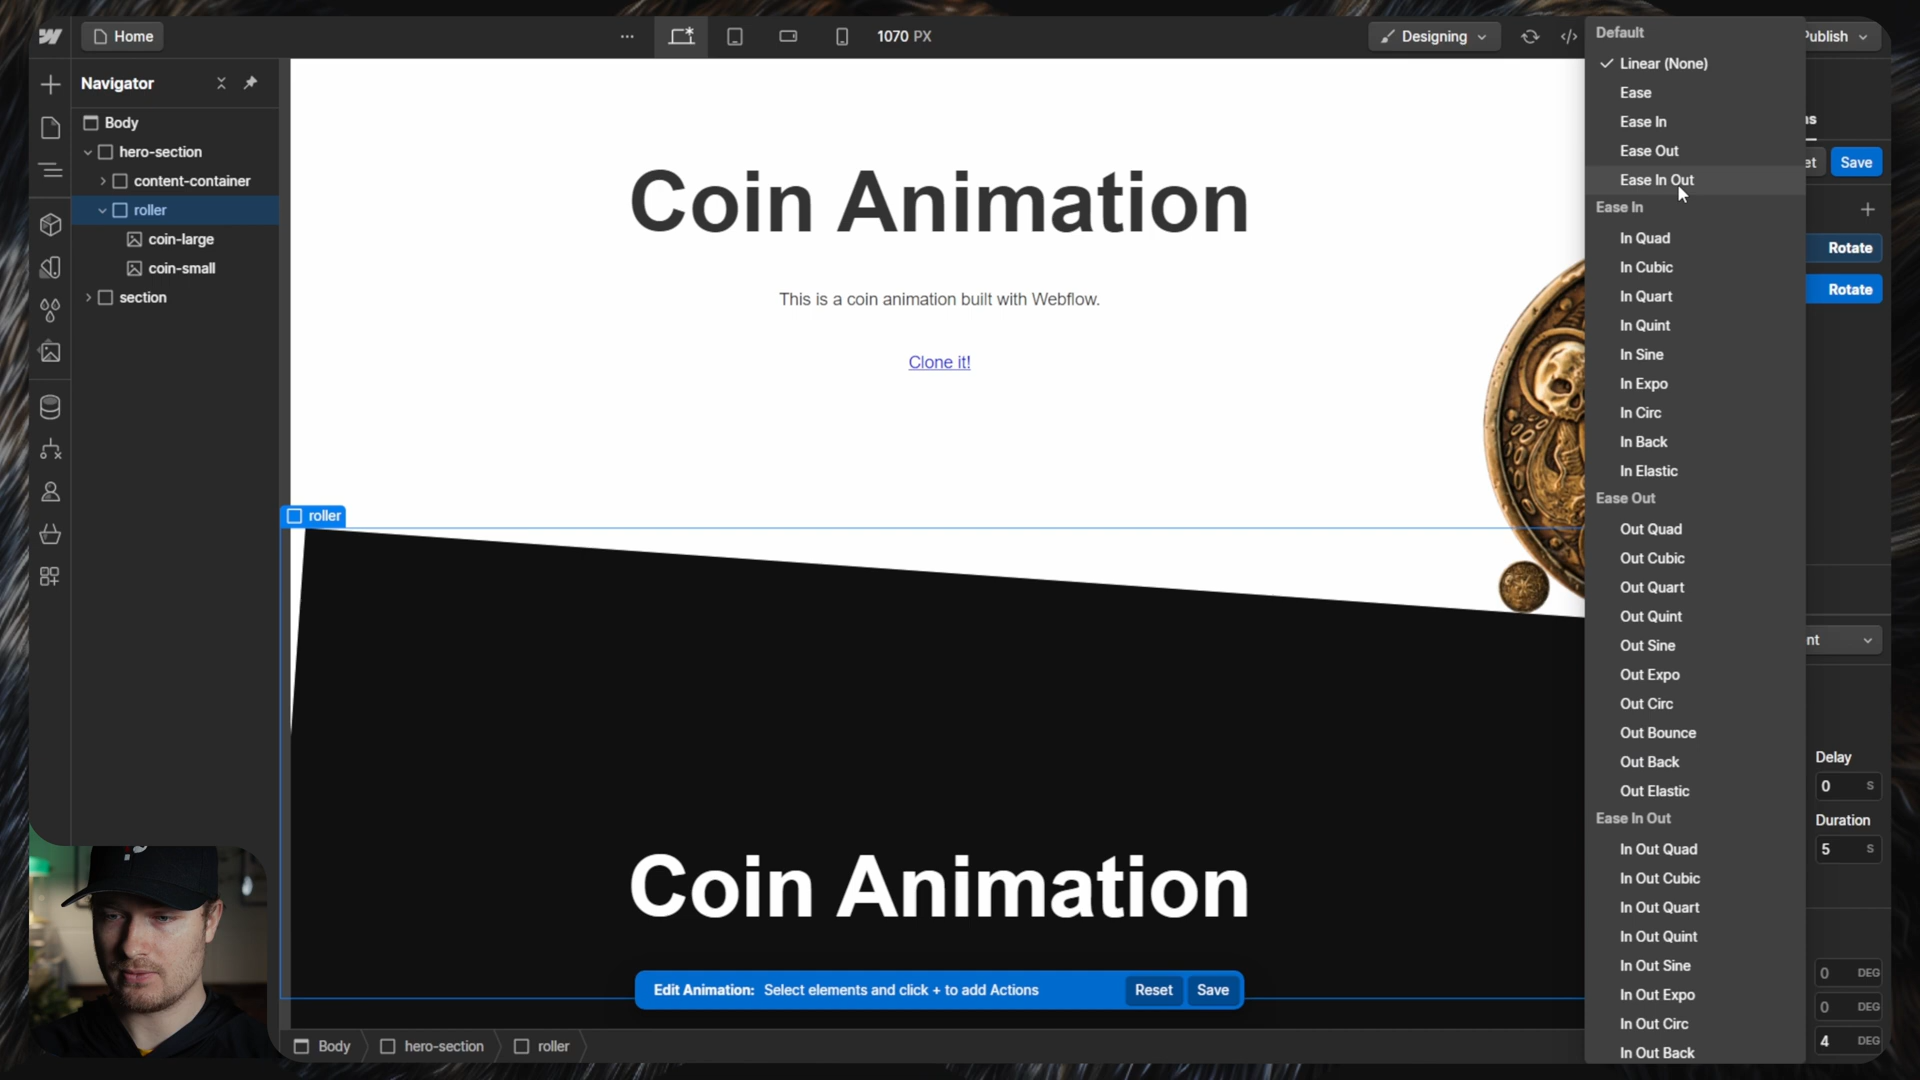 Home
1070 PX
Designing
Publish
Navigator
Body
hero-section
content-container
roller
coin-large
coin-small
section
Coin Animation
This is a coin animation built with Webflow.
Clone it!
roller
Coin Animation
Edit Animation: Select elements and click + to add Actions
Reset
Save
Body
hero-section
roller
Default
Linear (None)
Ease
Ease In
Ease Out
Ease In Out
Ease In
In Quad
In Cubic
In Quart
In Quint
In Sine
In Expo
In Circ
In Back
In Elastic
Ease Out
Out Quad
Out Cubic
Out Quart
Out Quint
Out Sine
Out Expo
Out Circ
Out Bounce
Out Back
Out Elastic
Ease In Out
In Out Quad
In Out Cubic
In Out Quart
In Out Quint
In Out Sine
In Out Expo
In Out Circ
In Out Back
Save
Rotate
Rotate
Delay
0 S
Duration
5 S
0 DEG
0 DEG
4 DEG